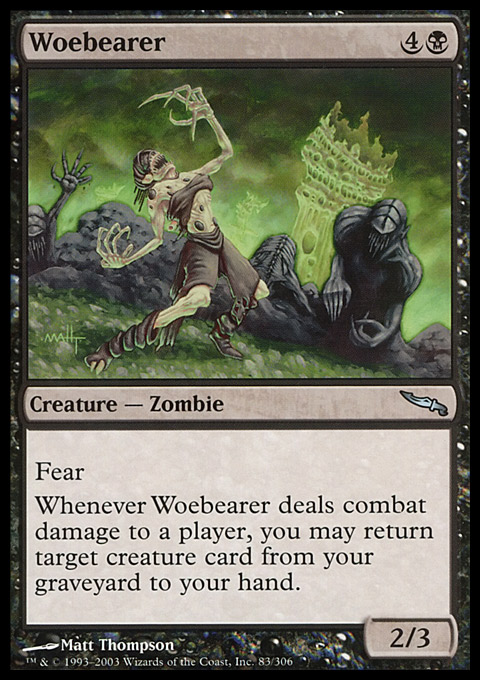 Woebearer 4
MATT
Creature — Zombie
Fear
Whenever Woebearer deals combat
damage to a player, you may return
target creature card from your
graveyard to your hand.
Matt Thompson
2/3
™ & © 1993–2003 Wizards of the Coast, Inc. 83/306